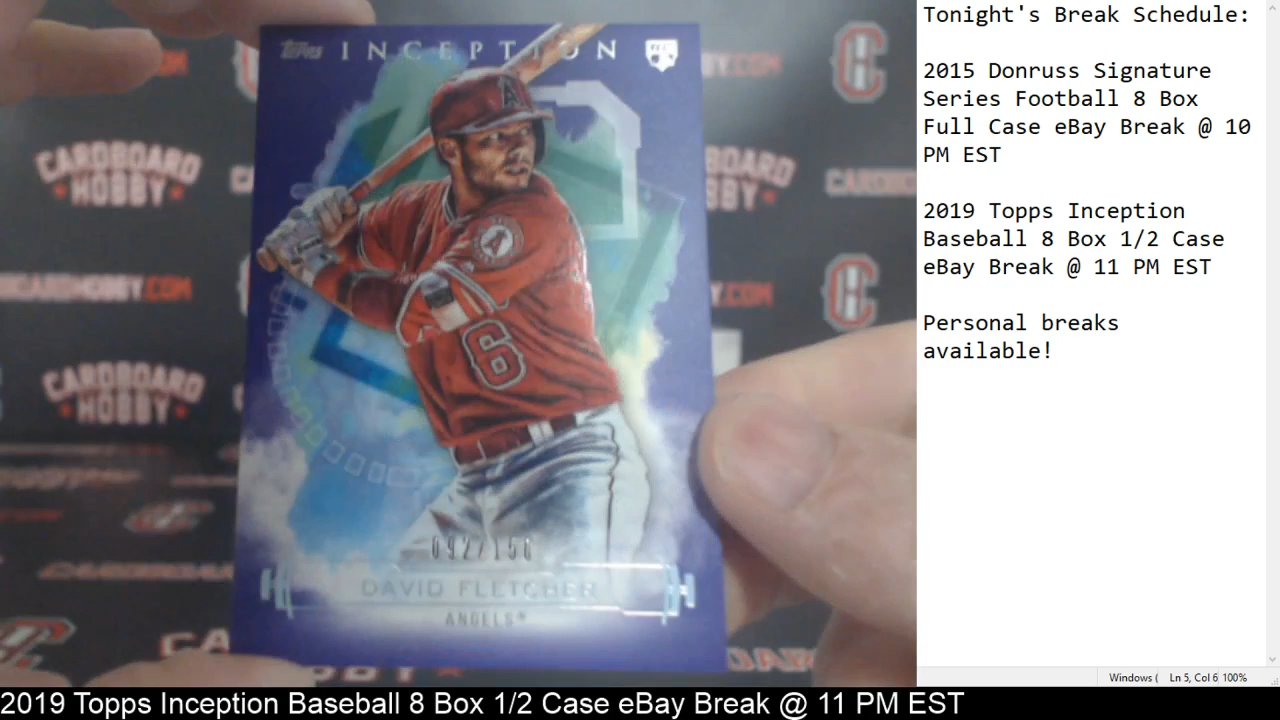 Topps INCEPTION RC
A
A
6
092/150
DAVID FLETCHER
ANGELS®
CARDBOARD
HOBBY
CARDBOARD
HOBBY
Tonight's Break Schedule:
2015 Donruss Signature
Series Football 8 Box
Full Case eBay Break @ 10
PM EST
2019 Topps Inception
Baseball 8 Box 1/2 Case
eBay Break @ 11 PM EST
Personal breaks
available!
Windows ( Ln 5, Col 6 100%
2019 Topps Inception Baseball 8 Box 1/2 Case eBay Break @ 11 PM EST